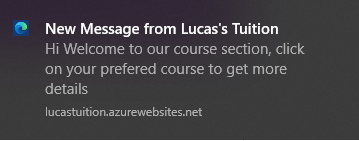 New Message from Lucas's Tuition
Hi Welcome to our course section, click
on your prefered course to get more
details
lucastuition.azurewebsites.net